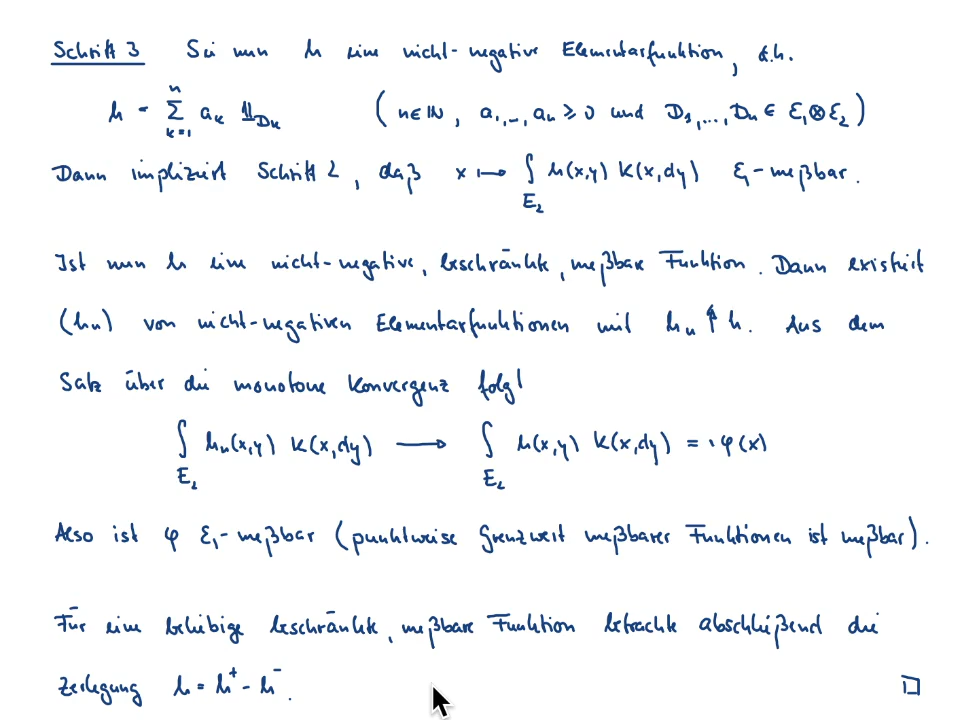 Schritt 3 Sei nun h eine nicht-negative Elementarfunktion, d.h.
h = ∑_{k=1}^{n} a_k 𝟙_{D_k} (n∈ℕ, a_1,…,a_n ≥ 0 und D_1,…,D_n ∈ ℰ_1⊗ℰ_2)
Dann impliziert Schritt 2, daß x ↦ ∫_{E_2} h(x,y) K(x,dy) ℰ_1-meßbar.
Ist nun h eine nicht-negative, beschränkte, meßbare Funktion. Dann existiert
(h_n) von nicht-negativen Elementarfunktionen mit h_n ↑ h. Aus dem
Satz über die monotone Konvergenz folgt
∫_{E_2} h_n(x,y) K(x,dy) ⟶ ∫_{E_2} h(x,y) K(x,dy) =: φ(x)
Also ist φ ℰ_1-meßbar (punktweise Grenzwert meßbarer Funktionen ist meßbar).
Für eine beliebige beschränkte, meßbare Funktion betrachte abschließend die
Zerlegung h = h^+ - h^-. □